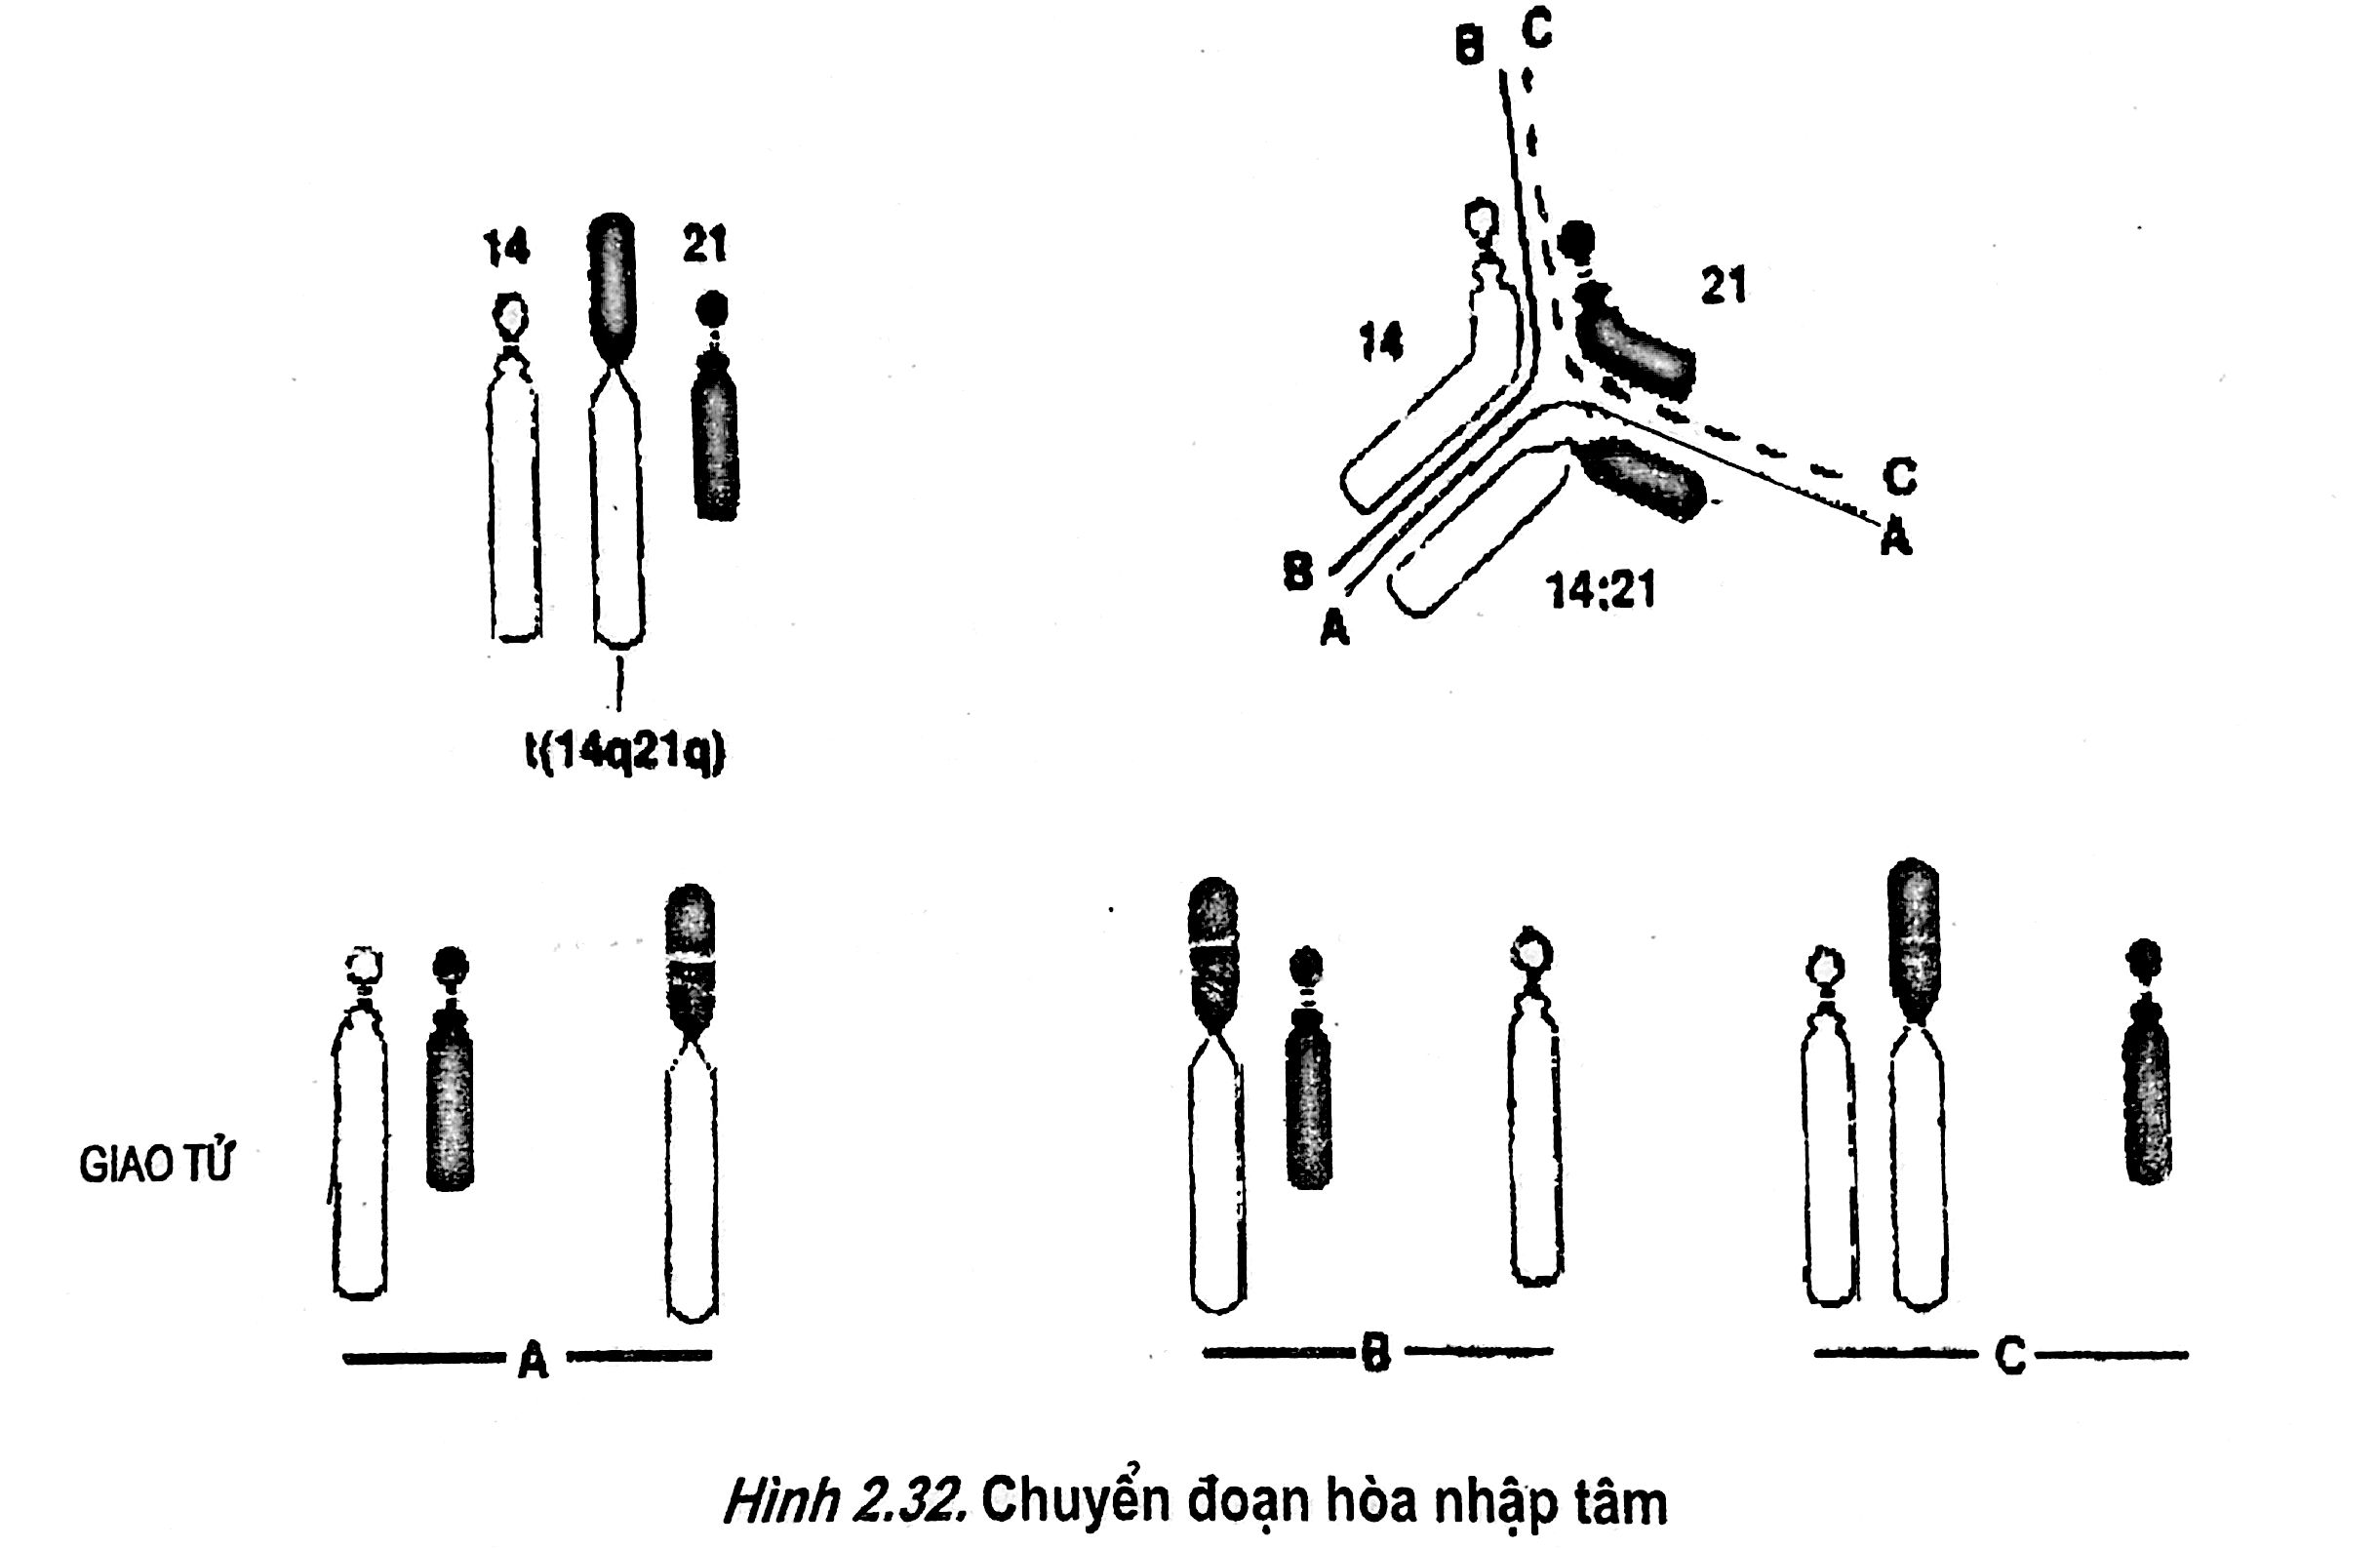 B C
14 21
21
14
C
A
B
14;21
A
t(14q21q)
GIAO TỬ
A B C
Hình 2.32. Chuyển đoạn hòa nhập tâm